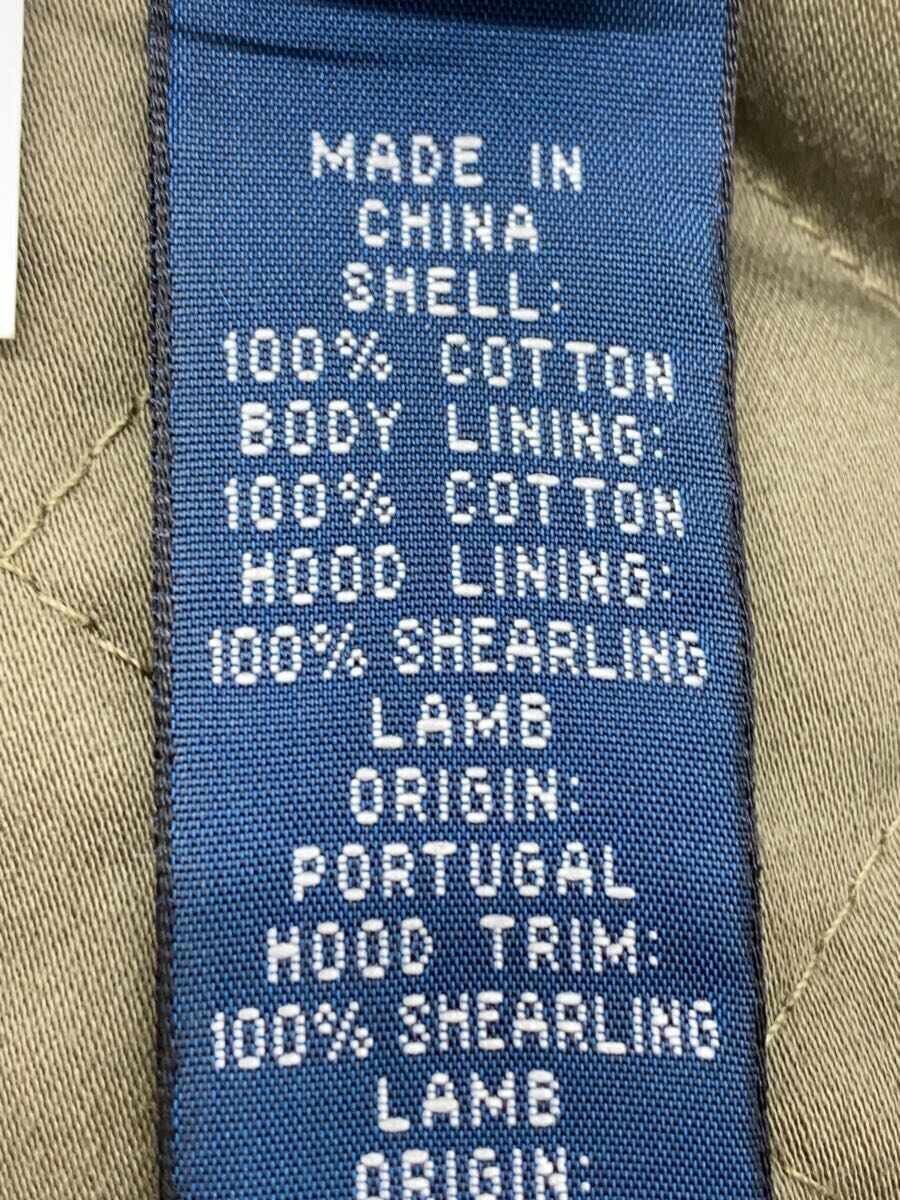 MADE IN
CHINA
SHELL:
100% COTTON
BODY LINING:
100% COTTON
HOOD LINING:
100% SHEARLING
LAMB
ORIGIN:
PORTUGAL
HOOD TRIM:
100% SHEARLING
LAMB
ORIGIN: